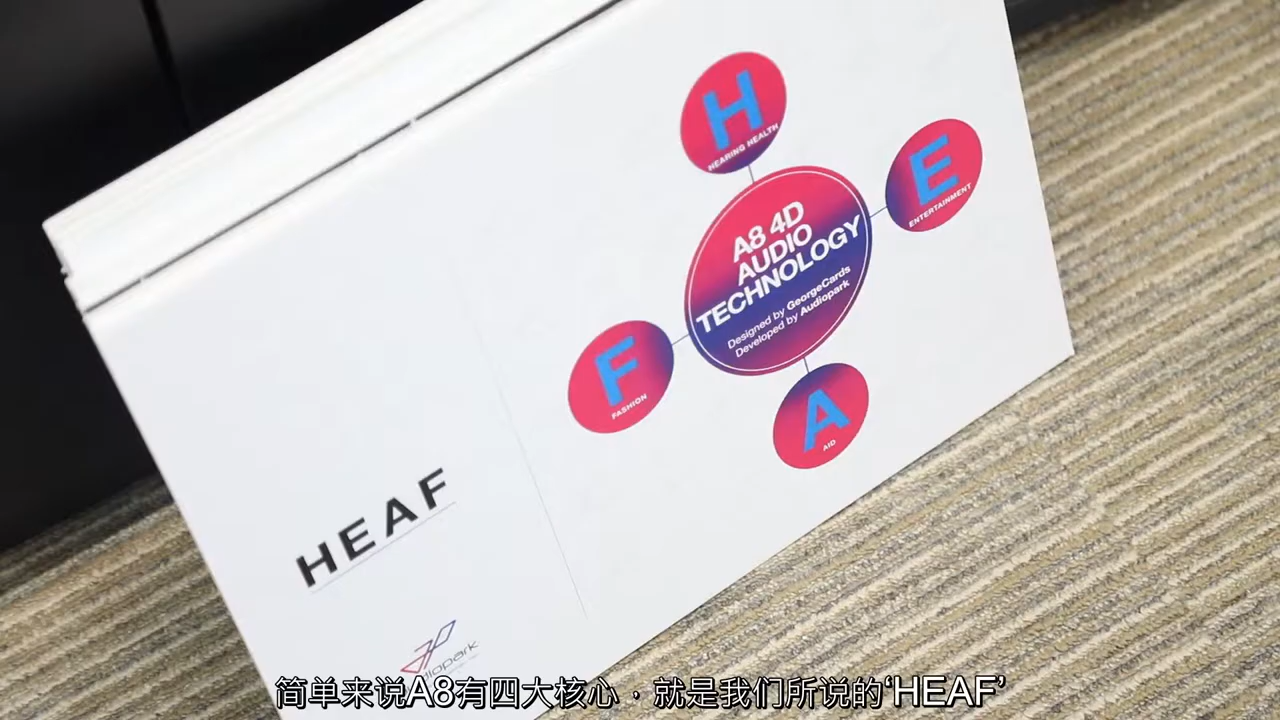 H
HEARING HEALTH
E
ENTERTAINMENT
A8 4D
AUDIO
TECHNOLOGY
Designed by GeorgeCards
Developed by Audiopark
F
FASHION
A
AID
HEAF
简单来说A8有四大核心，就是我们所说的‘HEAF’